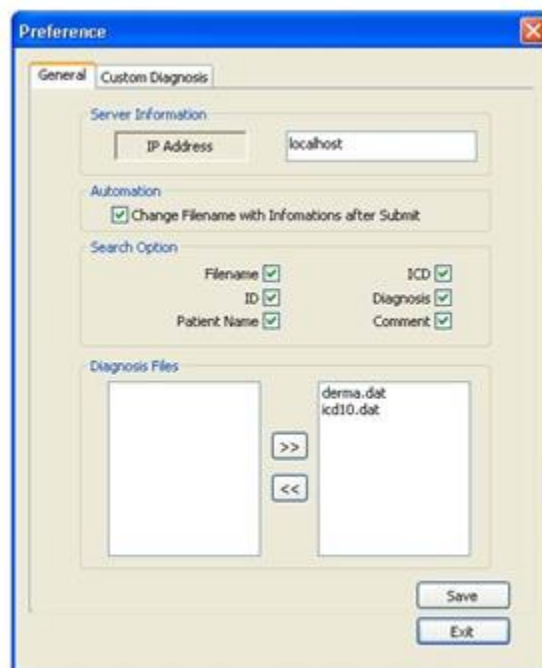 Preference
General Custom Diagnosis
Server Information
IP Address localhost
Automation
Change Filename with Infomations after Submit
Search Option
Filename ICD
ID Diagnosis
Patient Name Comment
Diagnosis Files
derma.dat
icd10.dat
>>
<<
Save
Exit